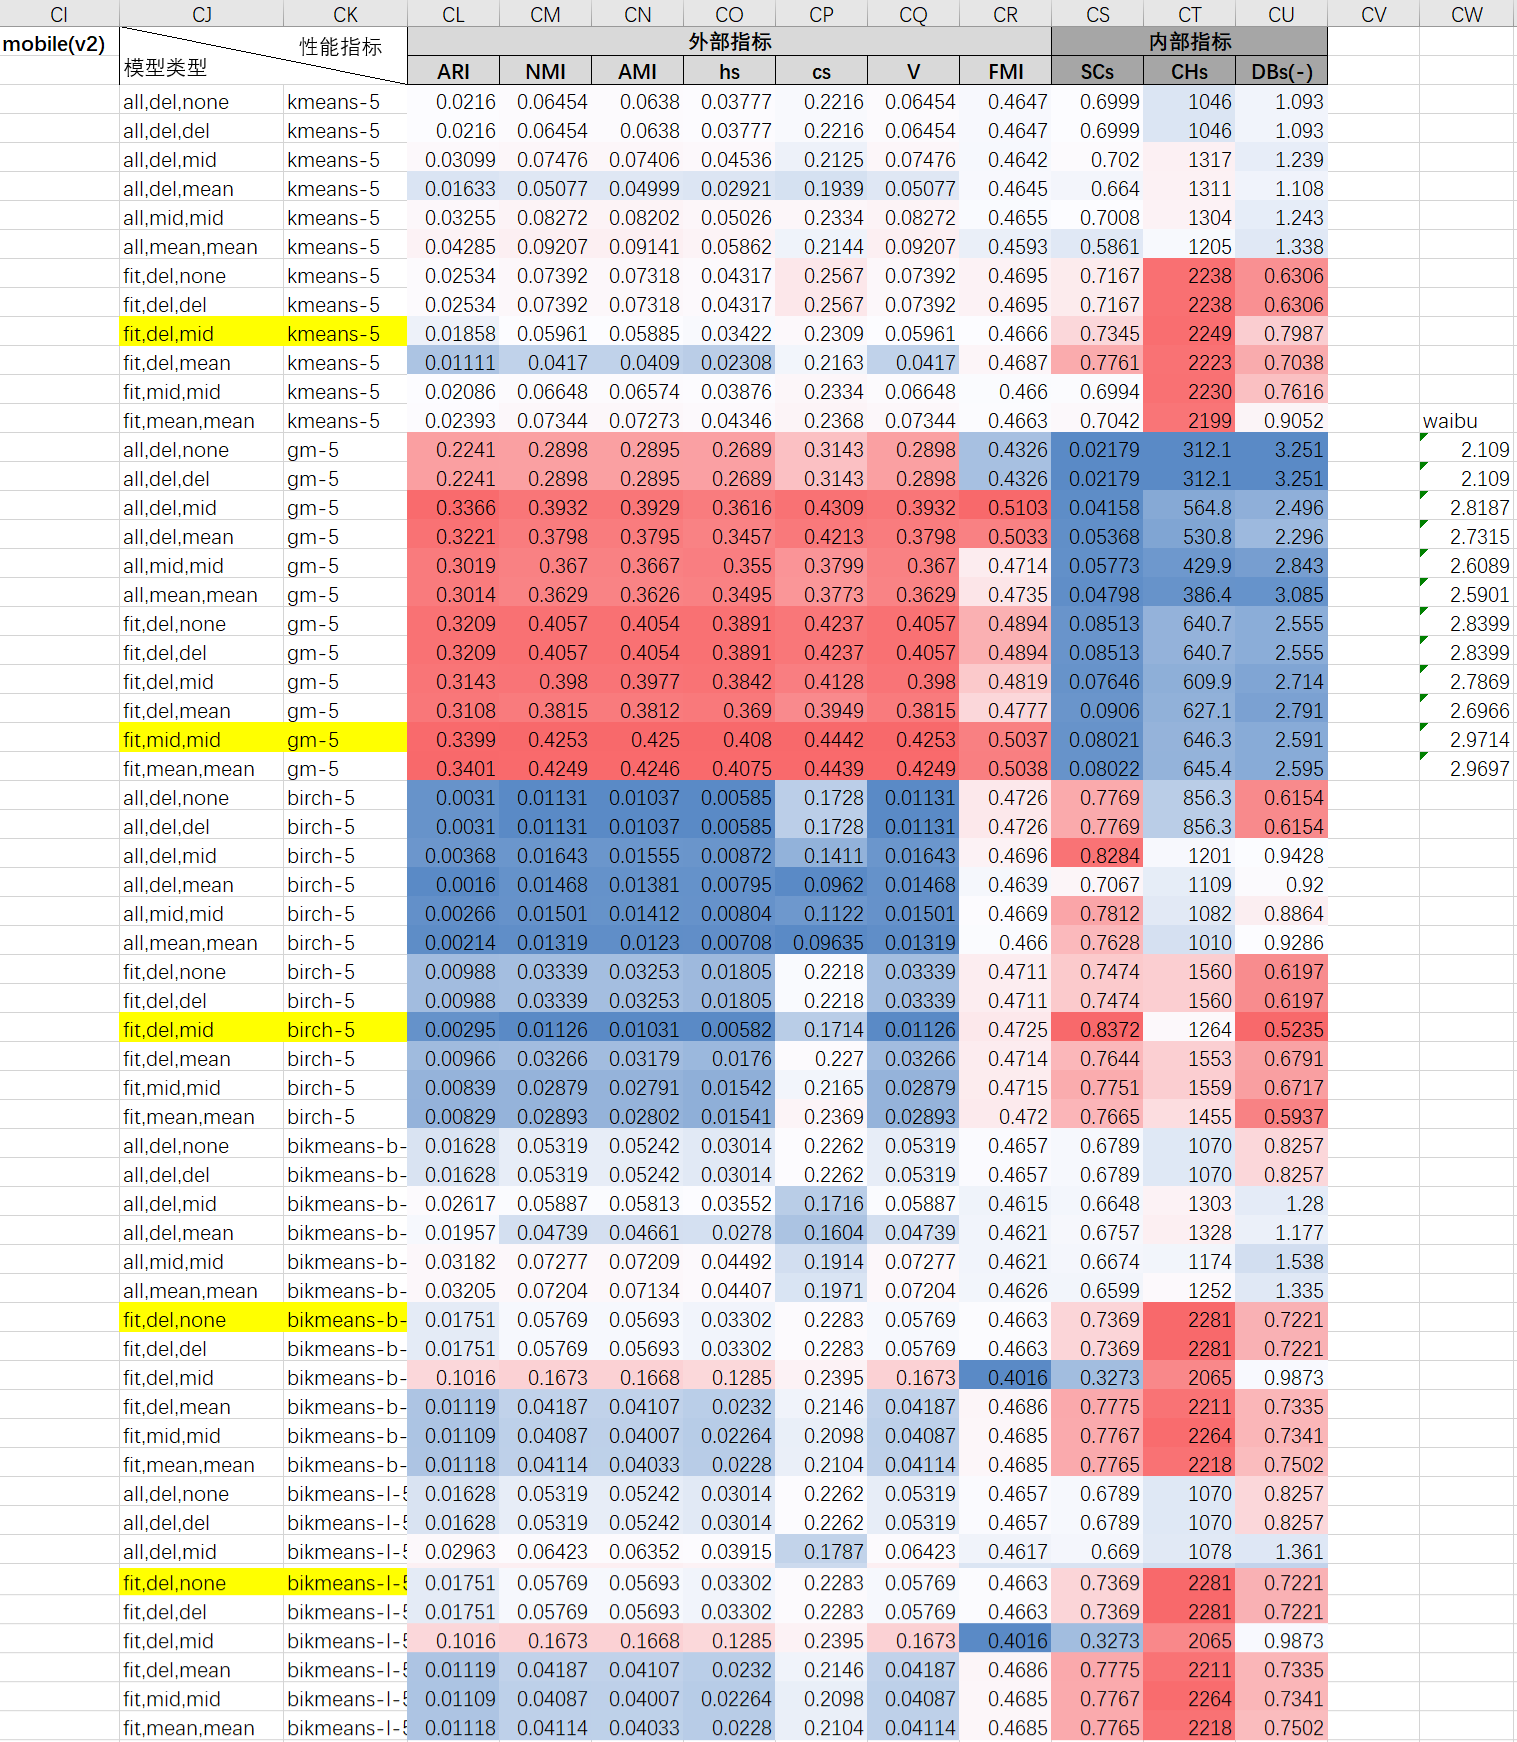 CI CJ CK CL CM CN CO CP CQ CR CS CT CU CV CW
mobile(v2) 性能指标 外部指标 内部指标
模型类型 ARI NMI AMI hs cs V FMI SCs CHs DBs(-)
all,del,none kmeans-5 0.0216 0.06454 0.0638 0.03777 0.2216 0.06454 0.4647 0.6999 1046 1.093
all,del,del kmeans-5 0.0216 0.06454 0.0638 0.03777 0.2216 0.06454 0.4647 0.6999 1046 1.093
all,del,mid kmeans-5 0.03099 0.07476 0.07406 0.04536 0.2125 0.07476 0.4642 0.702 1317 1.239
all,del,mean kmeans-5 0.01633 0.05077 0.04999 0.02921 0.1939 0.05077 0.4645 0.664 1311 1.108
all,mid,mid kmeans-5 0.03255 0.08272 0.08202 0.05026 0.2334 0.08272 0.4655 0.7008 1304 1.243
all,mean,mean kmeans-5 0.04285 0.09207 0.09141 0.05862 0.2144 0.09207 0.4593 0.5861 1205 1.338
fit,del,none kmeans-5 0.02534 0.07392 0.07318 0.04317 0.2567 0.07392 0.4695 0.7167 2238 0.6306
fit,del,del kmeans-5 0.02534 0.07392 0.07318 0.04317 0.2567 0.07392 0.4695 0.7167 2238 0.6306
fit,del,mid kmeans-5 0.01858 0.05961 0.05885 0.03422 0.2309 0.05961 0.4666 0.7345 2249 0.7987
fit,del,mean kmeans-5 0.01111 0.0417 0.0409 0.02308 0.2163 0.0417 0.4687 0.7761 2223 0.7038
fit,mid,mid kmeans-5 0.02086 0.06648 0.06574 0.03876 0.2334 0.06648 0.466 0.6994 2230 0.7616
fit,mean,mean kmeans-5 0.02393 0.07344 0.07273 0.04346 0.2368 0.07344 0.4663 0.7042 2199 0.9052 waibu
all,del,none gm-5 0.2241 0.2898 0.2895 0.2689 0.3143 0.2898 0.4326 0.02179 312.1 3.251 2.109
all,del,del gm-5 0.2241 0.2898 0.2895 0.2689 0.3143 0.2898 0.4326 0.02179 312.1 3.251 2.109
all,del,mid gm-5 0.3366 0.3932 0.3929 0.3616 0.4309 0.3932 0.5103 0.04158 564.8 2.496 2.8187
all,del,mean gm-5 0.3221 0.3798 0.3795 0.3457 0.4213 0.3798 0.5033 0.05368 530.8 2.296 2.7315
all,mid,mid gm-5 0.3019 0.367 0.3667 0.355 0.3799 0.367 0.4714 0.05773 429.9 2.843 2.6089
all,mean,mean gm-5 0.3014 0.3629 0.3626 0.3495 0.3773 0.3629 0.4735 0.04798 386.4 3.085 2.5901
fit,del,none gm-5 0.3209 0.4057 0.4054 0.3891 0.4237 0.4057 0.4894 0.08513 640.7 2.555 2.8399
fit,del,del gm-5 0.3209 0.4057 0.4054 0.3891 0.4237 0.4057 0.4894 0.08513 640.7 2.555 2.8399
fit,del,mid gm-5 0.3143 0.398 0.3977 0.3842 0.4128 0.398 0.4819 0.07646 609.9 2.714 2.7869
fit,del,mean gm-5 0.3108 0.3815 0.3812 0.369 0.3949 0.3815 0.4777 0.0906 627.1 2.791 2.6966
fit,mid,mid gm-5 0.3399 0.4253 0.425 0.408 0.4442 0.4253 0.5037 0.08021 646.3 2.591 2.9714
fit,mean,mean gm-5 0.3401 0.4249 0.4246 0.4075 0.4439 0.4249 0.5038 0.08022 645.4 2.595 2.9697
all,del,none birch-5 0.0031 0.01131 0.01037 0.00585 0.1728 0.01131 0.4726 0.7769 856.3 0.6154
all,del,del birch-5 0.0031 0.01131 0.01037 0.00585 0.1728 0.01131 0.4726 0.7769 856.3 0.6154
all,del,mid birch-5 0.00368 0.01643 0.01555 0.00872 0.1411 0.01643 0.4696 0.8284 1201 0.9428
all,del,mean birch-5 0.0016 0.01468 0.01381 0.00795 0.0962 0.01468 0.4639 0.7067 1109 0.92
all,mid,mid birch-5 0.00266 0.01501 0.01412 0.00804 0.1122 0.01501 0.4669 0.7812 1082 0.8864
all,mean,mean birch-5 0.00214 0.01319 0.0123 0.00708 0.09635 0.01319 0.466 0.7628 1010 0.9286
fit,del,none birch-5 0.00988 0.03339 0.03253 0.01805 0.2218 0.03339 0.4711 0.7474 1560 0.6197
fit,del,del birch-5 0.00988 0.03339 0.03253 0.01805 0.2218 0.03339 0.4711 0.7474 1560 0.6197
fit,del,mid birch-5 0.00295 0.01126 0.01031 0.00582 0.1714 0.01126 0.4725 0.8372 1264 0.5235
fit,del,mean birch-5 0.00966 0.03266 0.03179 0.0176 0.227 0.03266 0.4714 0.7644 1553 0.6791
fit,mid,mid birch-5 0.00839 0.02879 0.02791 0.01542 0.2165 0.02879 0.4715 0.7751 1559 0.6717
fit,mean,mean birch-5 0.00829 0.02893 0.02802 0.01541 0.2369 0.02893 0.472 0.7665 1455 0.5937
all,del,none bikmeans-b- 0.01628 0.05319 0.05242 0.03014 0.2262 0.05319 0.4657 0.6789 1070 0.8257
all,del,del bikmeans-b- 0.01628 0.05319 0.05242 0.03014 0.2262 0.05319 0.4657 0.6789 1070 0.8257
all,del,mid bikmeans-b- 0.02617 0.05887 0.05813 0.03552 0.1716 0.05887 0.4615 0.6648 1303 1.28
all,del,mean bikmeans-b- 0.01957 0.04739 0.04661 0.0278 0.1604 0.04739 0.4621 0.6757 1328 1.177
all,mid,mid bikmeans-b- 0.03182 0.07277 0.07209 0.04492 0.1914 0.07277 0.4621 0.6674 1174 1.538
all,mean,mean bikmeans-b- 0.03205 0.07204 0.07134 0.04407 0.1971 0.07204 0.4626 0.6599 1252 1.335
fit,del,none bikmeans-b- 0.01751 0.05769 0.05693 0.03302 0.2283 0.05769 0.4663 0.7369 2281 0.7221
fit,del,del bikmeans-b- 0.01751 0.05769 0.05693 0.03302 0.2283 0.05769 0.4663 0.7369 2281 0.7221
fit,del,mid bikmeans-b- 0.1016 0.1673 0.1668 0.1285 0.2395 0.1673 0.4016 0.3273 2065 0.9873
fit,del,mean bikmeans-b- 0.01119 0.04187 0.04107 0.0232 0.2146 0.04187 0.4686 0.7775 2211 0.7335
fit,mid,mid bikmeans-b- 0.01109 0.04087 0.04007 0.02264 0.2098 0.04087 0.4685 0.7767 2264 0.7341
fit,mean,mean bikmeans-b- 0.01118 0.04114 0.04033 0.0228 0.2104 0.04114 0.4685 0.7765 2218 0.7502
all,del,none bikmeans-l-5 0.01628 0.05319 0.05242 0.03014 0.2262 0.05319 0.4657 0.6789 1070 0.8257
all,del,del bikmeans-l-5 0.01628 0.05319 0.05242 0.03014 0.2262 0.05319 0.4657 0.6789 1070 0.8257
all,del,mid bikmeans-l-5 0.02963 0.06423 0.06352 0.03915 0.1787 0.06423 0.4617 0.669 1078 1.361
fit,del,none bikmeans-l-5 0.01751 0.05769 0.05693 0.03302 0.2283 0.05769 0.4663 0.7369 2281 0.7221
fit,del,del bikmeans-l-5 0.01751 0.05769 0.05693 0.03302 0.2283 0.05769 0.4663 0.7369 2281 0.7221
fit,del,mid bikmeans-l-5 0.1016 0.1673 0.1668 0.1285 0.2395 0.1673 0.4016 0.3273 2065 0.9873
fit,del,mean bikmeans-l-5 0.01119 0.04187 0.04107 0.0232 0.2146 0.04187 0.4686 0.7775 2211 0.7335
fit,mid,mid bikmeans-l-5 0.01109 0.04087 0.04007 0.02264 0.2098 0.04087 0.4685 0.7767 2264 0.7341
fit,mean,mean bikmeans-l-5 0.01118 0.04114 0.04033 0.0228 0.2104 0.04114 0.4685 0.7765 2218 0.7502